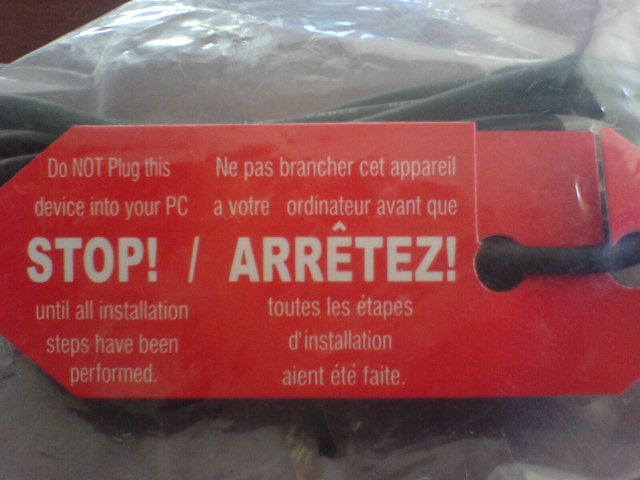 Do NOT Plug this
device into your PC
STOP! /
until all installation
steps have been
performed.
Ne pas brancher cet appareil
a votre ordinateur avant que
ARRÊTEZ!
toutes les étapes
d'installation
aient été faite.